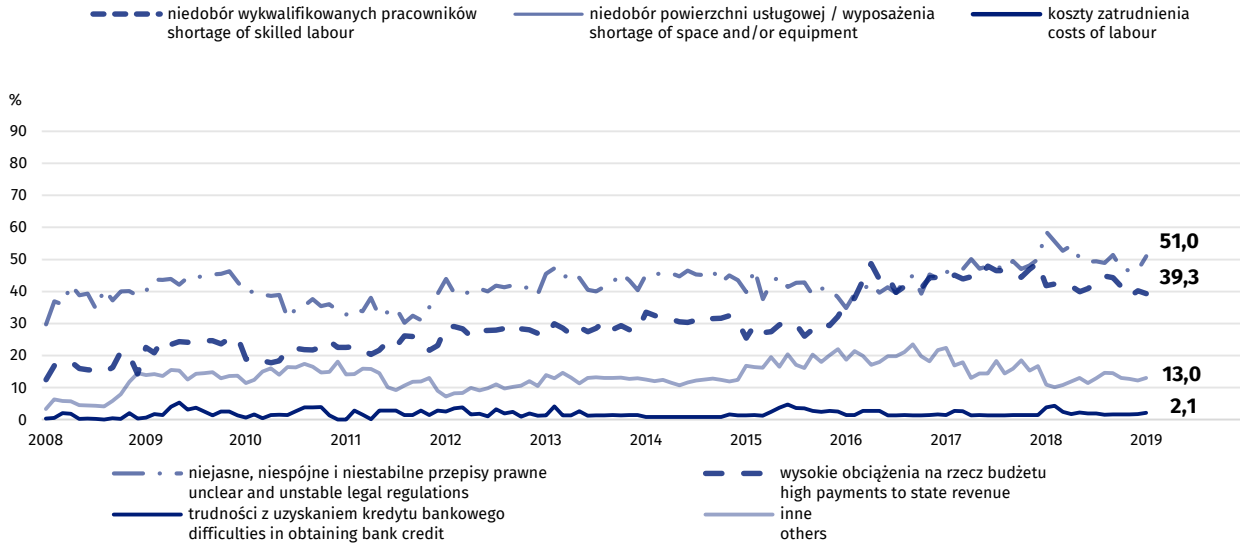 niedobór wykwalifikowanych pracowników
shortage of skilled labour
niedobór powierzchni usługowej / wyposażenia
shortage of space and/or equipment
koszty zatrudnienia
costs of labour
%
90
80
70
60
50
40
30
20
10
0
51,0
39,3
13,0
2,1
2008 2009 2010 2011 2012 2013 2014 2015 2016 2017 2018 2019
niejasne, niespójne i niestabilne przepisy prawne
unclear and unstable legal regulations
wysokie obciążenia na rzecz budżetu
high payments to state revenue
trudności z uzyskaniem kredytu bankowego
difficulties in obtaining bank credit
inne
others